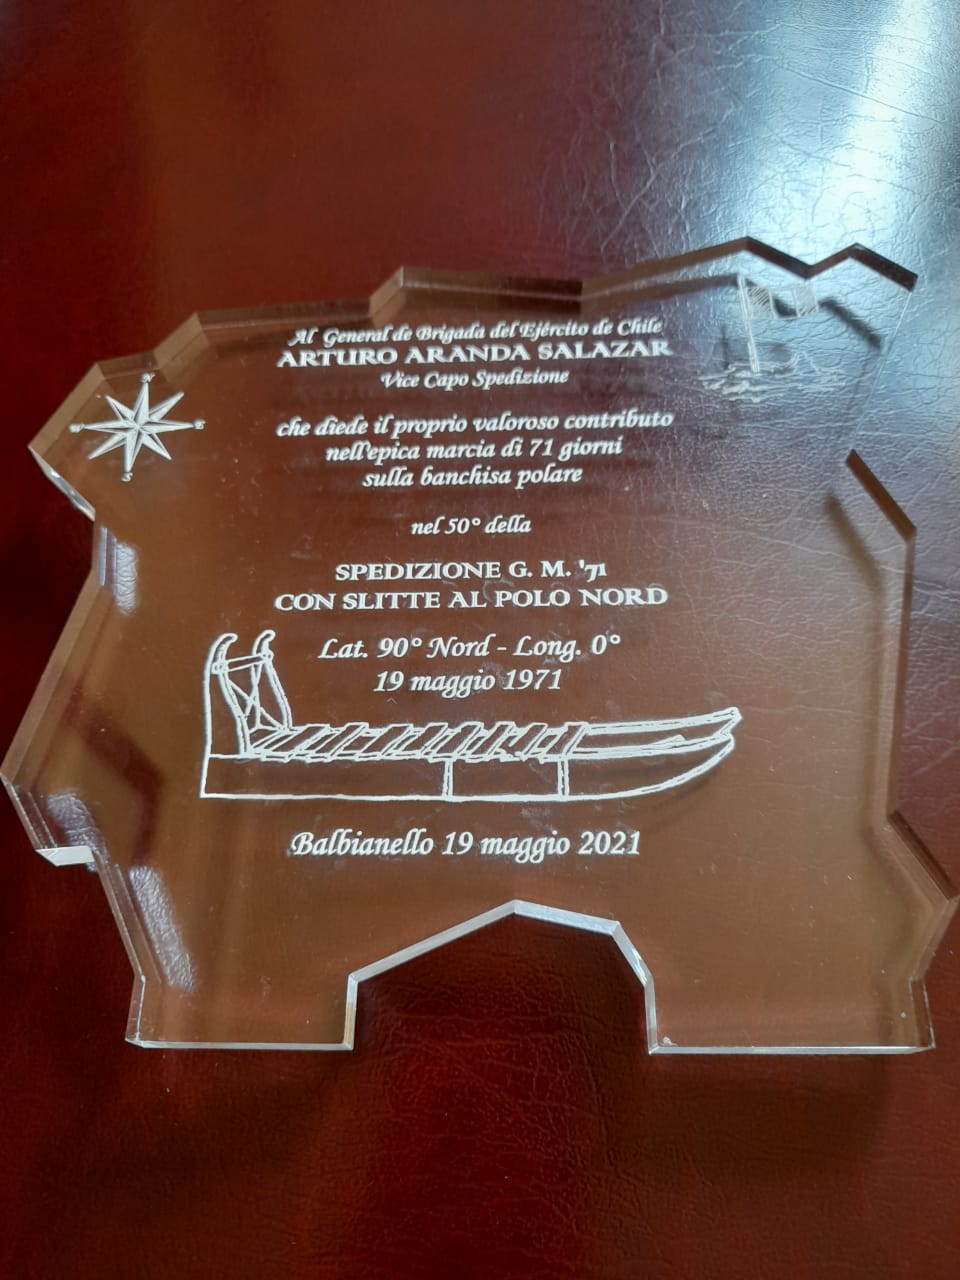 Al General de Brigada del Ejército de Chile
ARTURO ARANDA SALAZAR
Vice Capo Spedizione
che diede il proprio valoroso contributo
nell'epica marcia di 71 giorni
sulla banchisa polare
nel 50° della
SPEDIZIONE G. M. '71
CON SLITTE AL POLO NORD
Lat. 90° Nord - Long. 0°
19 maggio 1971
Balbianello 19 maggio 2021